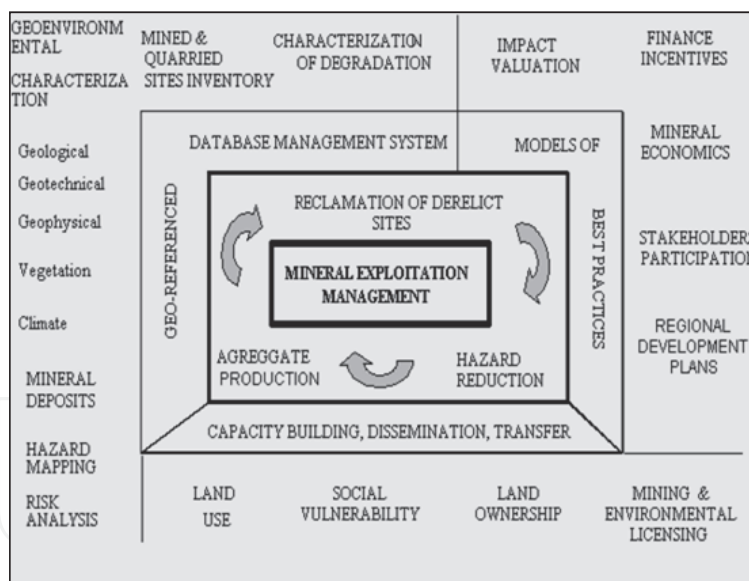 GEOENVIRONM
ENTAL
CHARACTERIZA
TION
MINED &
QUARRIED
SITES INVENTORY
CHARACTERIZATION
OF DEGRADATION
IMPACT
VALUATION
FINANCE
INCENTIVES
Geological
Geotechnical
Geophysical
Vegetation
Climate
MINERAL
DEPOSITS
HAZARD
MAPPING
RISK
ANALYSIS
DATABASE MANAGEMENT SYSTEM
MODELS OF
GEO-REFERENCED
BEST PRACTICES
RECLAMATION OF DERELICT
SITES
MINERAL EXPLOITATION
MANAGEMENT
AGREGGATE
PRODUCTION
HAZARD
REDUCTION
CAPACITY BUILDING, DISSEMINATION, TRANSFER
MINERAL
ECONOMICS
STAKEHOLDERS
PARTICIPATION
REGIONAL
DEVELOPMENT
PLANS
LAND
USE
SOCIAL
VULNERABILITY
LAND
OWNERSHIP
MINING &
ENVIRONMENTAL
LICENSING